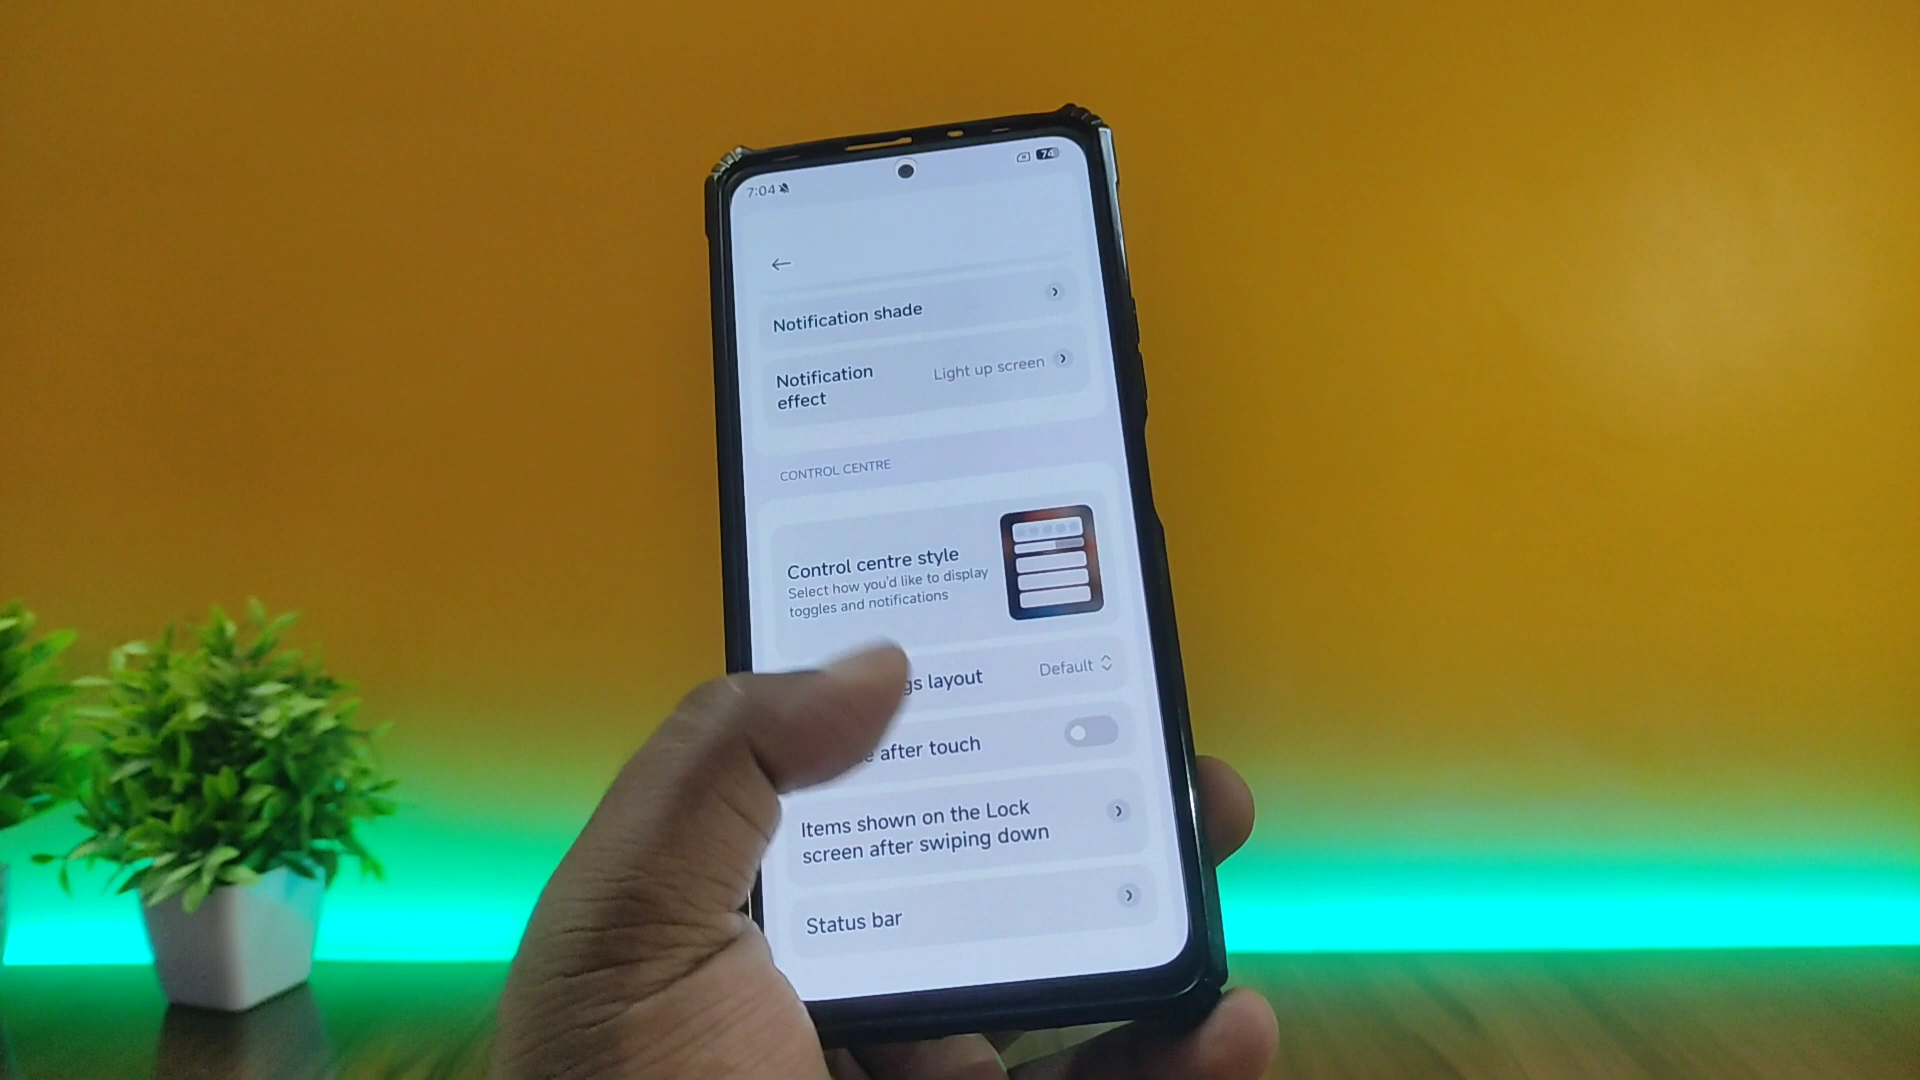 7:04
74
Notification shade
Notification
effect
Light up screen
CONTROL CENTRE
Control centre style
Select how you'd like to display
toggles and notifications
layout
Default
after touch
Items shown on the Lock
screen after swiping down
Status bar